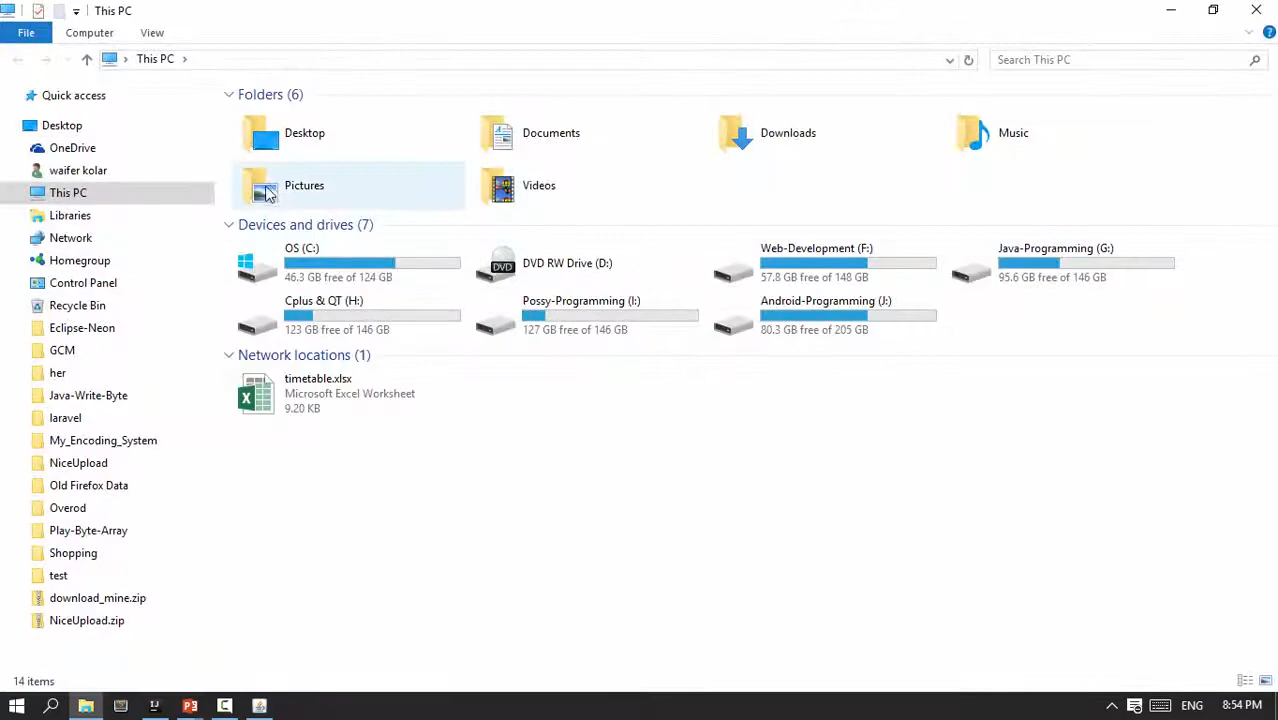 This PC
File Computer View
This PC
Search This PC
Quick access
Desktop
OneDrive
waifer kolar
This PC
Libraries
Network
Homegroup
Control Panel
Recycle Bin
Eclipse-Neon
GCM
her
Java-Write-Byte
laravel
My_Encoding_System
NiceUpload
Old Firefox Data
Overod
Play-Byte-Array
Shopping
test
download_mine.zip
NiceUpload.zip
Folders (6)
Desktop
Documents
Downloads
Music
Pictures
Videos
Devices and drives (7)
OS (C:)
46.3 GB free of 124 GB
DVD
DVD RW Drive (D:)
Web-Development (F:)
57.8 GB free of 148 GB
Java-Programming (G:)
95.6 GB free of 146 GB
Cplus & QT (H:)
123 GB free of 146 GB
Possy-Programming (I:)
127 GB free of 146 GB
Android-Programming (J:)
80.3 GB free of 205 GB
Network locations (1)
X
timetable.xlsx
Microsoft Excel Worksheet
9.20 KB
14 items
IJ
P3
C
ENG
8:54 PM